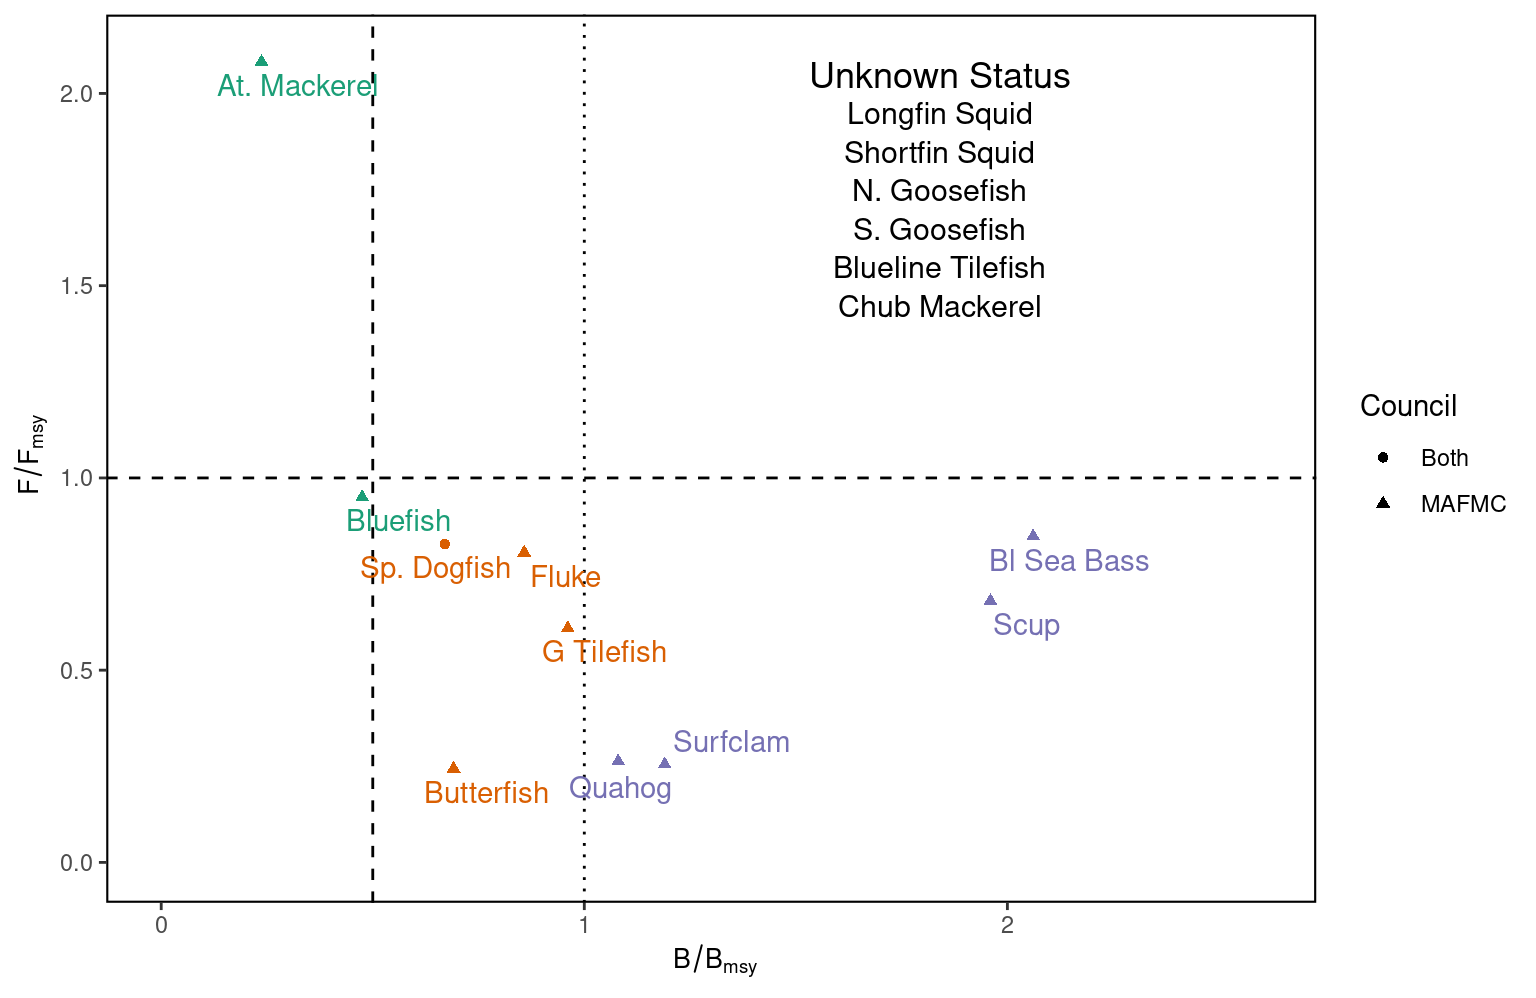 At. Mackerel
Unknown Status
Longfin Squid
Shortfin Squid
N. Goosefish
S. Goosefish
Blueline Tilefish
Chub Mackerel
Bluefish
Sp. Dogfish
Fluke
G Tilefish
Butterfish
Quahog
Surfclam
Bl Sea Bass
Scup
2.0
1.5
1.0
0.5
0.0
0
1
2
F/Fmsy
B/Bmsy
Council
Both
MAFMC